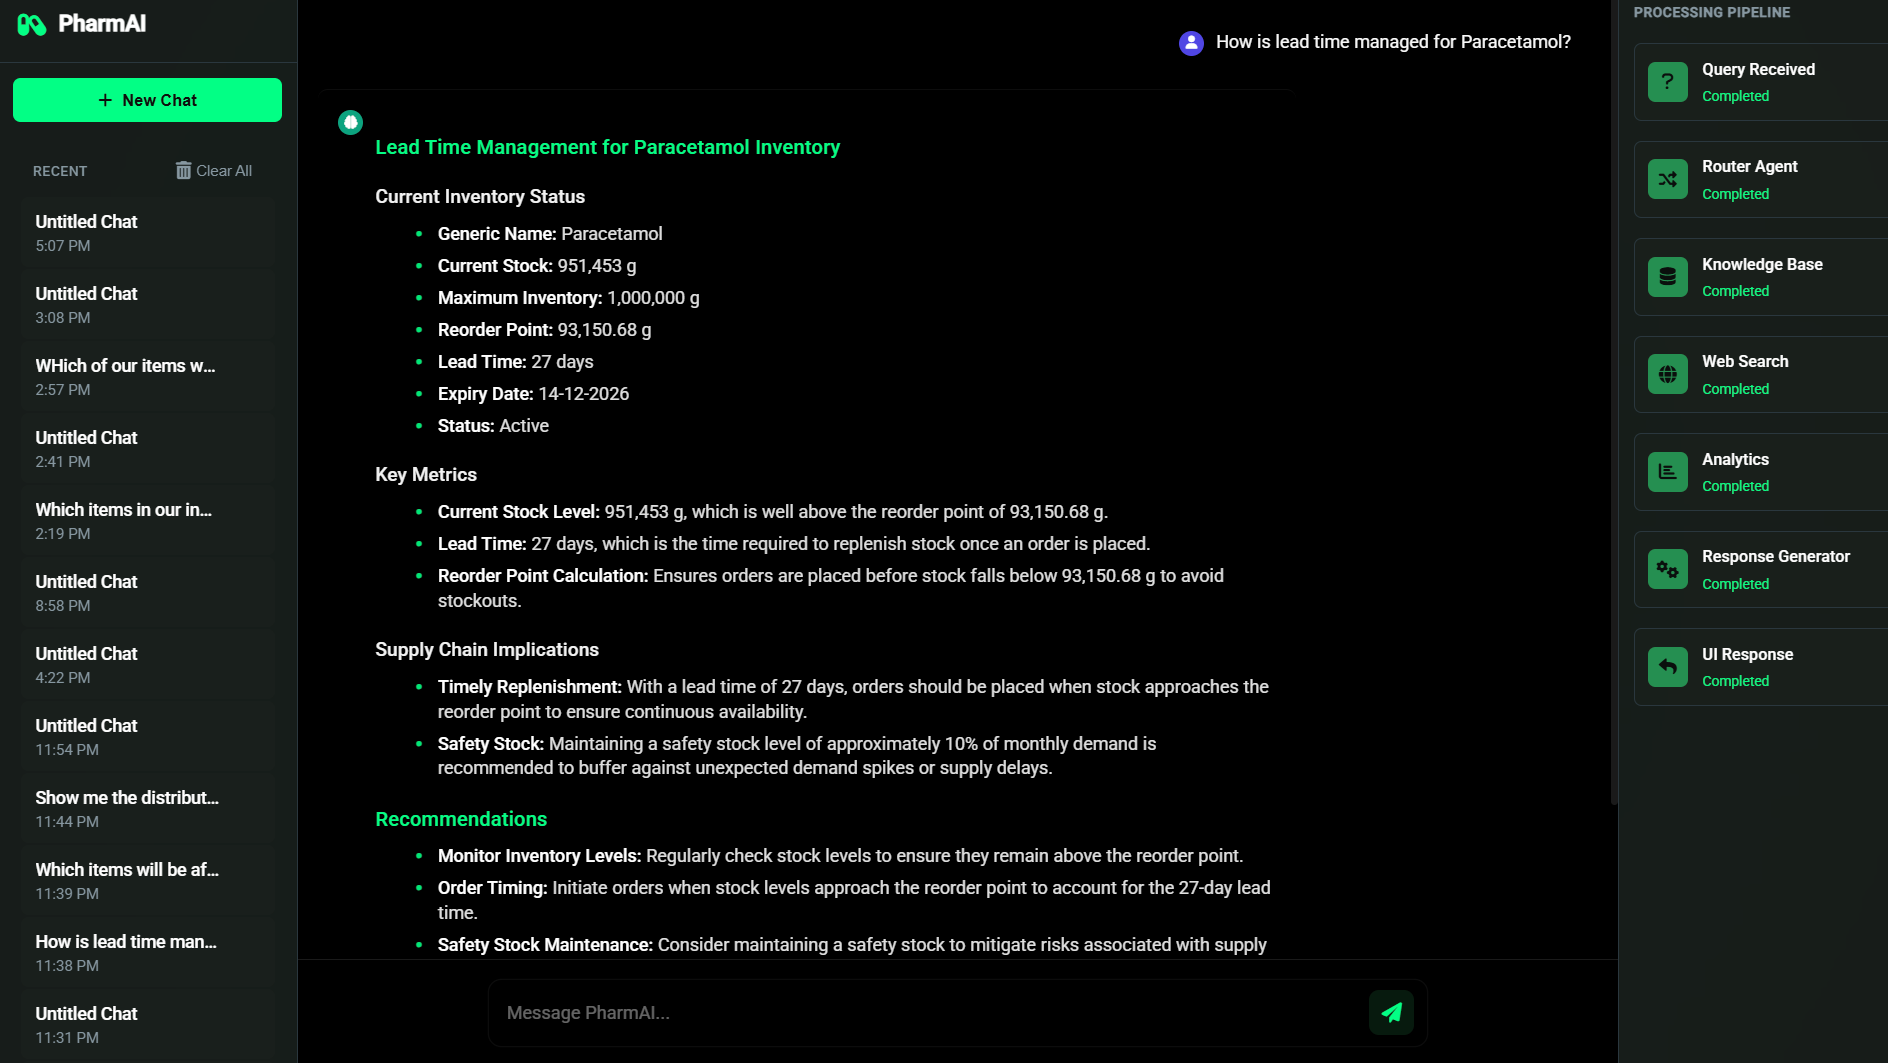 PharmAI
+ New Chat
RECENT
Clear All
Untitled Chat
5:07 PM
Untitled Chat
3:08 PM
WHich of our items w...
2:57 PM
Untitled Chat
2:41 PM
Which items in our in...
2:19 PM
Untitled Chat
8:58 PM
Untitled Chat
4:22 PM
Untitled Chat
11:54 PM
Show me the distribut...
11:44 PM
Which items will be af...
11:39 PM
How is lead time man...
11:38 PM
Untitled Chat
11:31 PM
How is lead time managed for Paracetamol?
Lead Time Management for Paracetamol Inventory
Current Inventory Status
• Generic Name: Paracetamol
• Current Stock: 951,453 g
• Maximum Inventory: 1,000,000 g
• Reorder Point: 93,150.68 g
• Lead Time: 27 days
• Expiry Date: 14-12-2026
• Status: Active
Key Metrics
• Current Stock Level: 951,453 g, which is well above the reorder point of 93,150.68 g.
• Lead Time: 27 days, which is the time required to replenish stock once an order is placed.
• Reorder Point Calculation: Ensures orders are placed before stock falls below 93,150.68 g to avoid
stockouts.
Supply Chain Implications
• Timely Replenishment: With a lead time of 27 days, orders should be placed when stock approaches the
reorder point to ensure continuous availability.
• Safety Stock: Maintaining a safety stock level of approximately 10% of monthly demand is
recommended to buffer against unexpected demand spikes or supply delays.
Recommendations
• Monitor Inventory Levels: Regularly check stock levels to ensure they remain above the reorder point.
• Order Timing: Initiate orders when stock levels approach the reorder point to account for the 27-day lead
time.
• Safety Stock Maintenance: Consider maintaining a safety stock to mitigate risks associated with supply
Message PharmAI...
PROCESSING PIPELINE
?
Query Received
Completed
Router Agent
Completed
Knowledge Base
Completed
Web Search
Completed
Analytics
Completed
Response Generator
Completed
UI Response
Completed